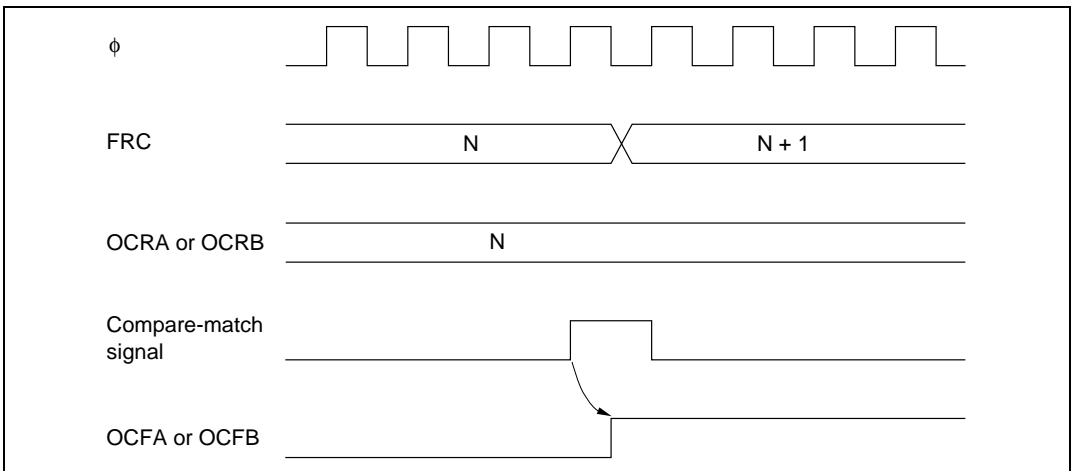 ϕ
FRC N N + 1
OCRA or OCRB N
Compare-match
signal
OCFA or OCFB